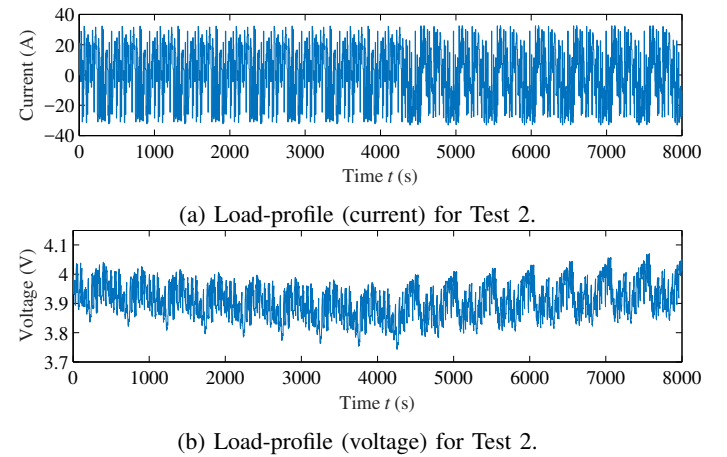 40
20
0
−20
−40
Current (A)
0 1000 2000 3000 4000 5000 6000 7000 8000
Time t (s)
(a) Load-profile (current) for Test 2.
4.1
4
3.9
3.8
3.7
Voltage (V)
0 1000 2000 3000 4000 5000 6000 7000 8000
Time t (s)
(b) Load-profile (voltage) for Test 2.